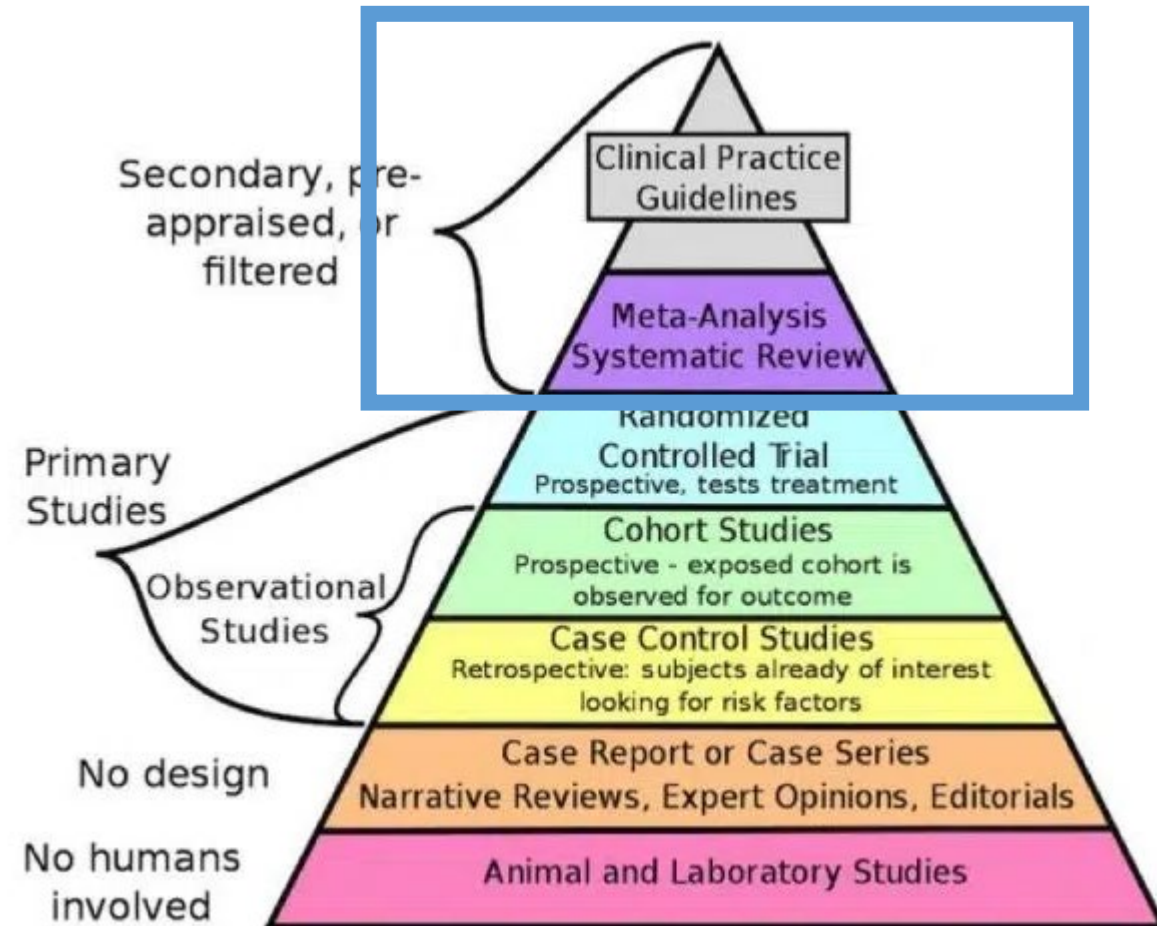 Clinical Practice
Guidelines
Secondary, pre-
appraised, or
filtered
Meta-Analysis
Systematic Review
Randomized
Controlled Trial
Prospective, tests treatment
Primary
Studies
Cohort Studies
Prospective - exposed cohort is
observed for outcome
Observational
Studies
Case Control Studies
Retrospective: subjects already of interest
looking for risk factors
No design
Case Report or Case Series
Narrative Reviews, Expert Opinions, Editorials
No humans
involved
Animal and Laboratory Studies